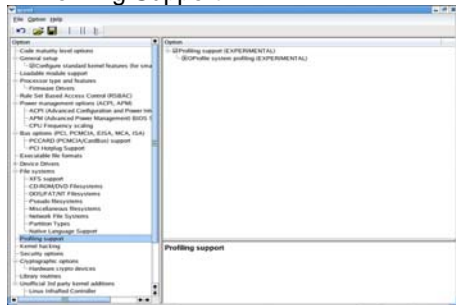 Profiling Support
qconf
File Option Help
Option
Code maturity level options
General setup
Configure standard kernel features (for sma
Loadable module support
Processor type and features
Firmware Drivers
Rule Set Based Access Control (RSBAC)
Power management options (ACPI, APM)
ACPI (Advanced Configuration and Power Int
APM (Advanced Power Management) BIOS S
CPU Frequency scaling
Bus options (PCI, PCMCIA, EISA, MCA, ISA)
PCCARD (PCMCIA/CardBus) support
PCI Hotplug Support
Executable file formats
Device Drivers
File systems
XFS support
CD-ROM/DVD Filesystems
DOS/FAT/NT Filesystems
Pseudo filesystems
Miscellaneous filesystems
Network File Systems
Partition Types
Native Language Support
Profiling support
Kernel hacking
Security options
Cryptographic options
Hardware crypto devices
Library routines
Unofficial 3rd party kernel additions
Linux InfraRed Controller
Option
Profiling support (EXPERIMENTAL)
OProfile system profiling (EXPERIMENTAL)
Profiling support